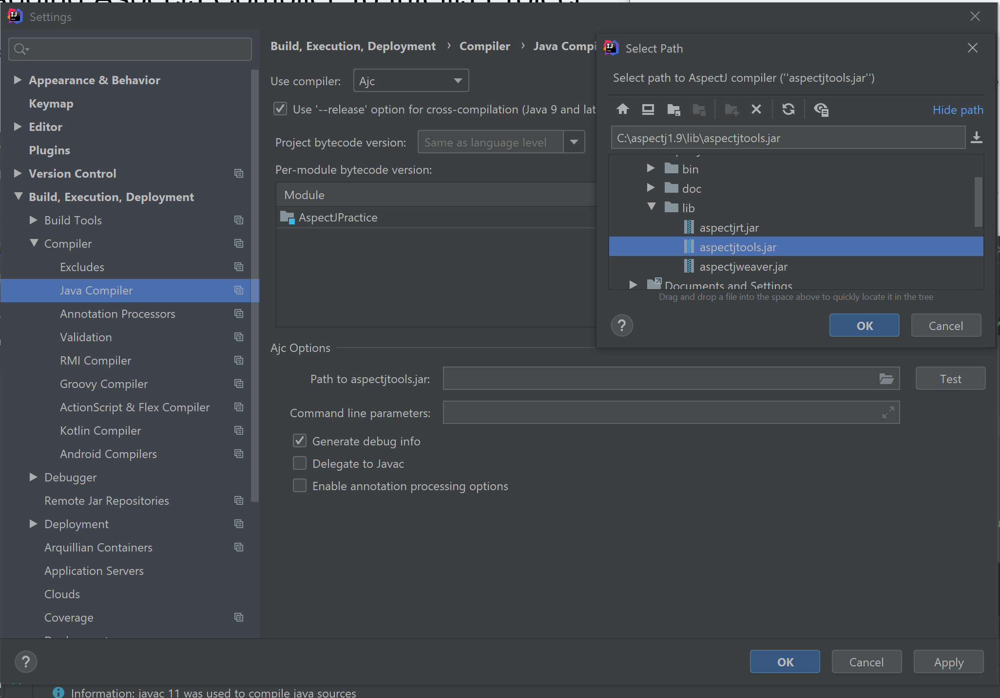 Adding AspectJ Compiler to IntelliJ Project
Settings
Appearance & Behavior
Keymap
Editor
Plugins
Version Control
Build, Execution, Deployment
Build Tools
Compiler
Excludes
Java Compiler
Annotation Processors
Validation
RMI Compiler
Groovy Compiler
ActionScript & Flex Compiler
Kotlin Compiler
Android Compilers
Debugger
Remote Jar Repositories
Deployment
Arquillian Containers
Application Servers
Clouds
Coverage
Build, Execution, Deployment › Compiler › Java Compi
Use compiler: Ajc
Use '--release' option for cross-compilation (Java 9 and lat
Project bytecode version: Same as language level
Per-module bytecode version:
Module
AspectJPractice
Ajc Options
Path to aspectjtools.jar:
Test
Command line parameters:
Generate debug info
Delegate to Javac
Enable annotation processing options
Select Path
Select path to AspectJ compiler (''aspectjtools.jar'')
Hide path
C:\aspectj1.9\lib\aspectjtools.jar
bin
doc
lib
aspectjrt.jar
aspectjtools.jar
aspectjweaver.jar
Documents and Settings
Drag and drop a file into the space above to quickly locate it in the tree
? OK Cancel
? OK Cancel Apply
Information: javac 11 was used to compile java sources